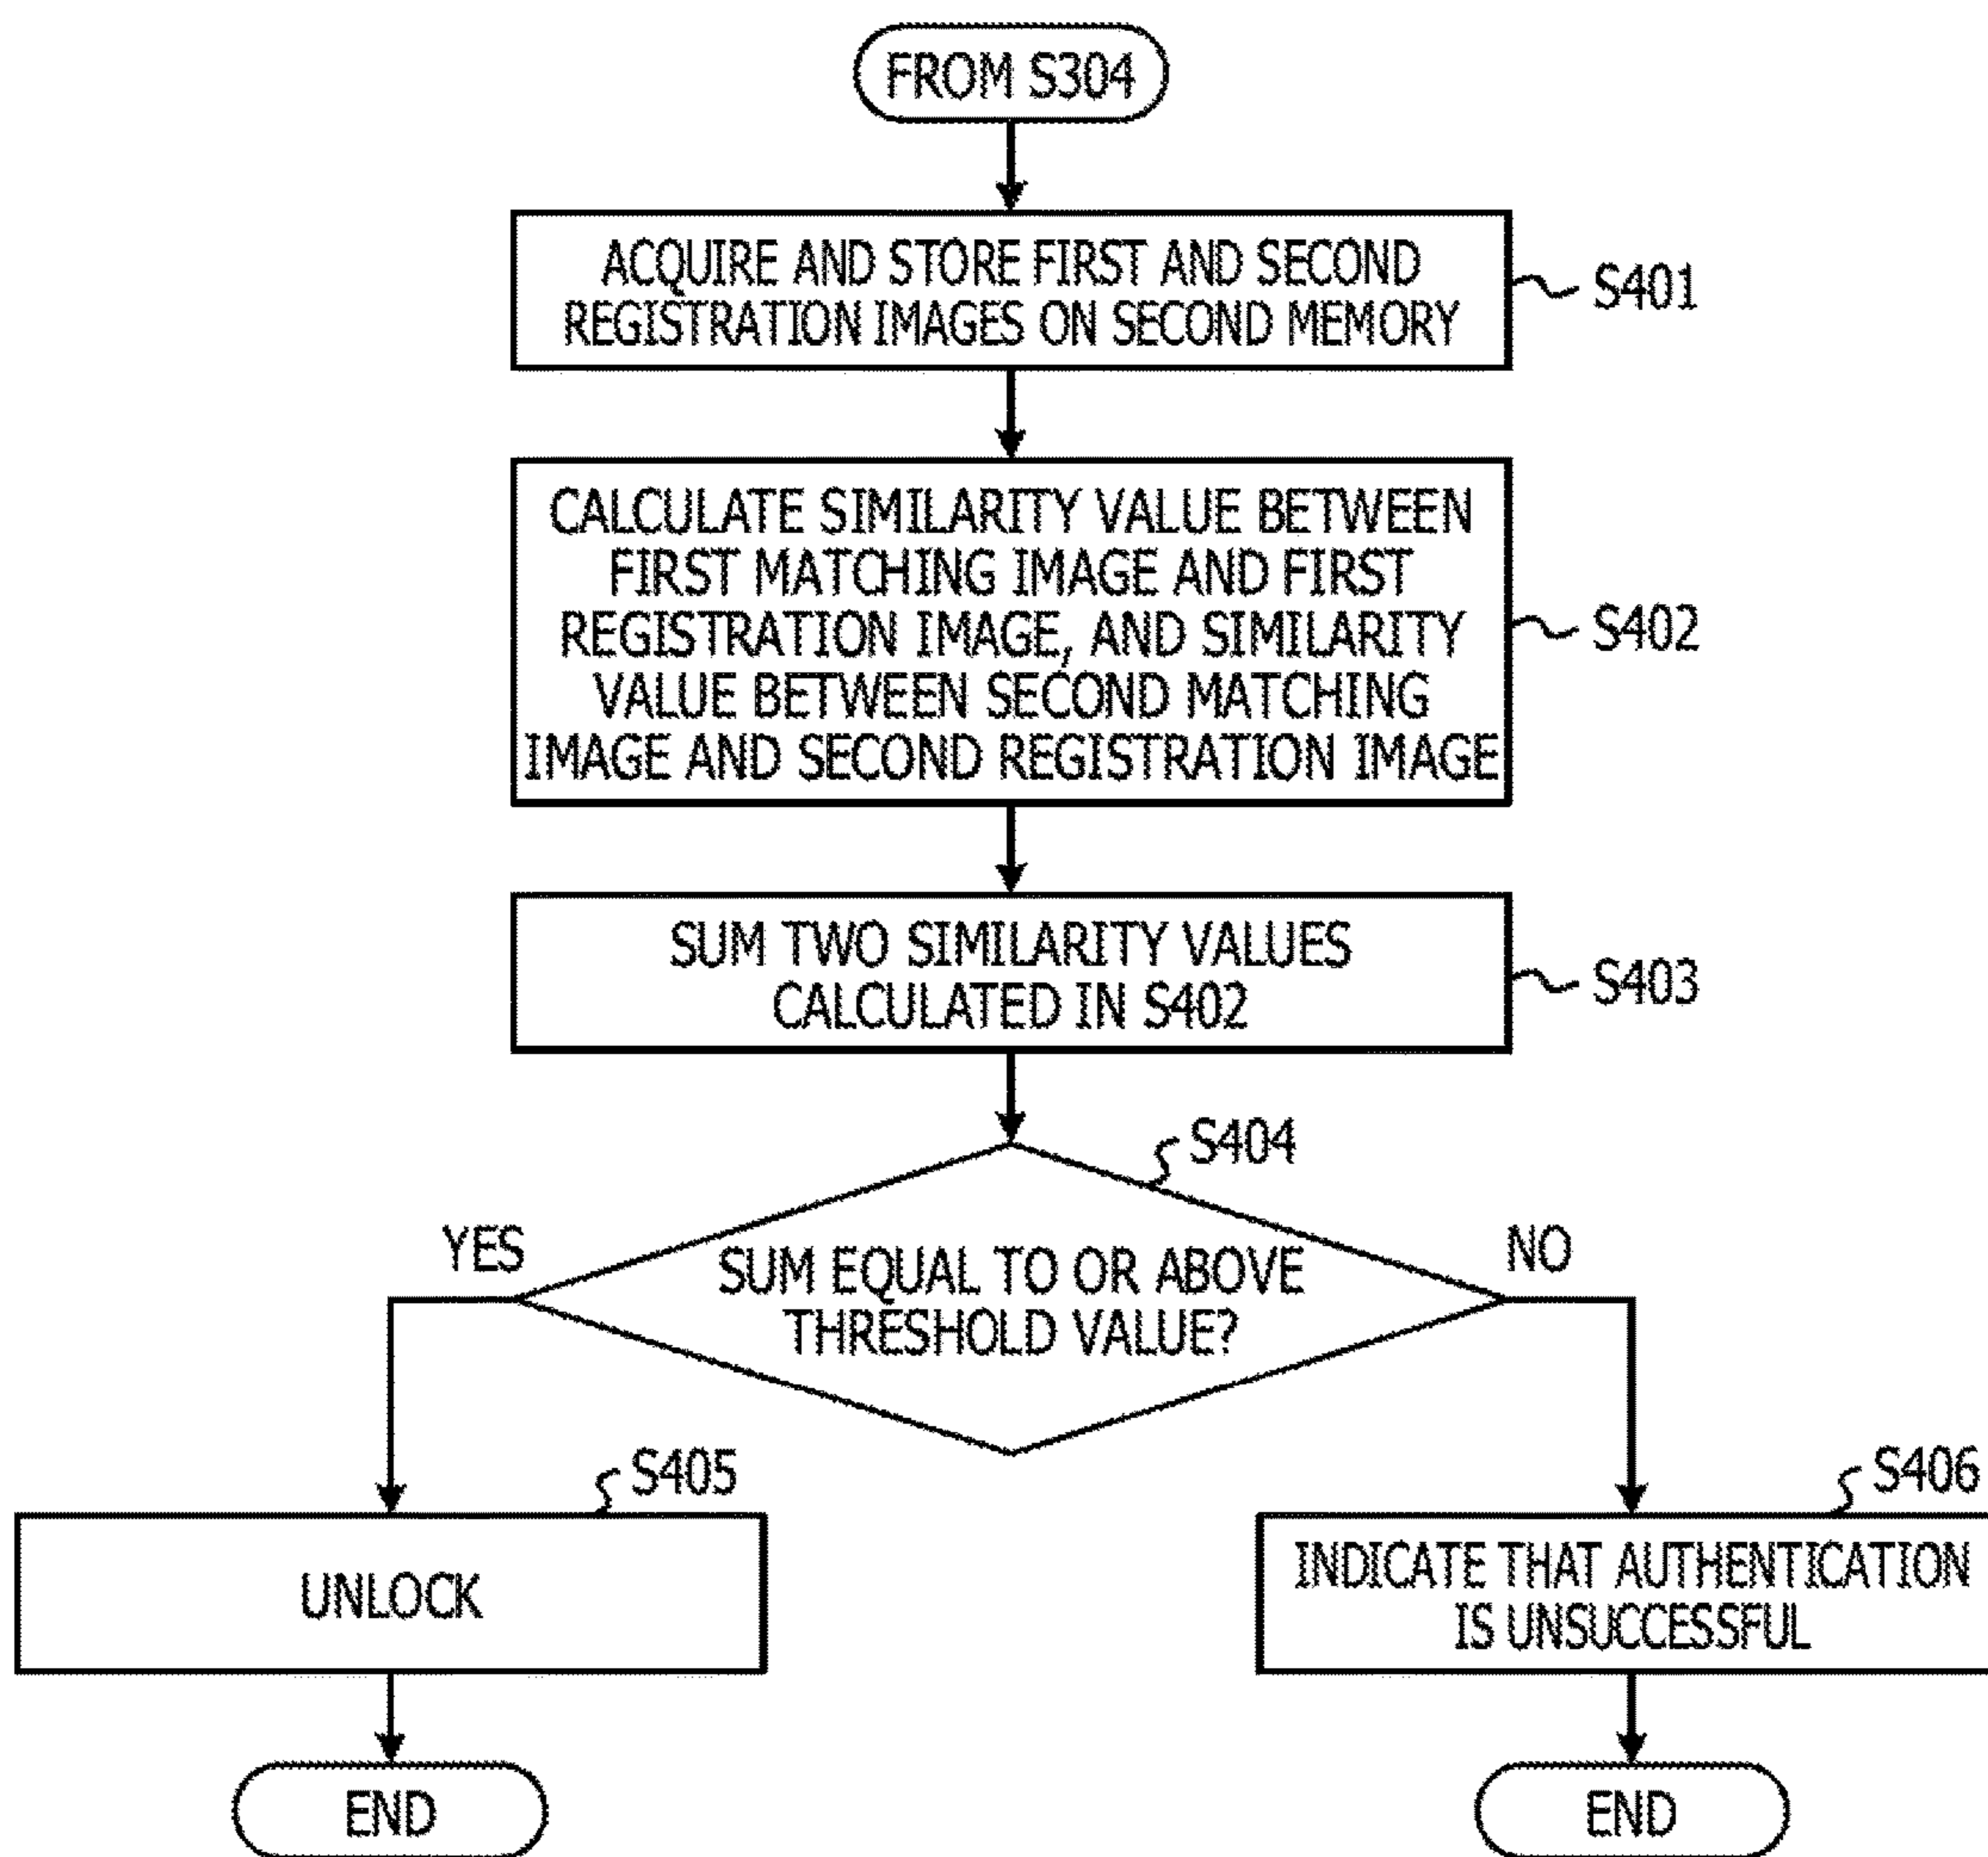 FROM S304
ACQUIRE AND STORE FIRST AND SECOND
REGISTRATION IMAGES ON SECOND MEMORY
S401
CALCULATE SIMILARITY VALUE BETWEEN
FIRST MATCHING IMAGE AND FIRST
REGISTRATION IMAGE, AND SIMILARITY
VALUE BETWEEN SECOND MATCHING
IMAGE AND SECOND REGISTRATION IMAGE
S402
SUM TWO SIMILARITY VALUES
CALCULATED IN S402
S403
S404
YES
SUM EQUAL TO OR ABOVE
THRESHOLD VALUE?
NO
S405
UNLOCK
END
S406
INDICATE THAT AUTHENTICATION
IS UNSUCCESSFUL
END